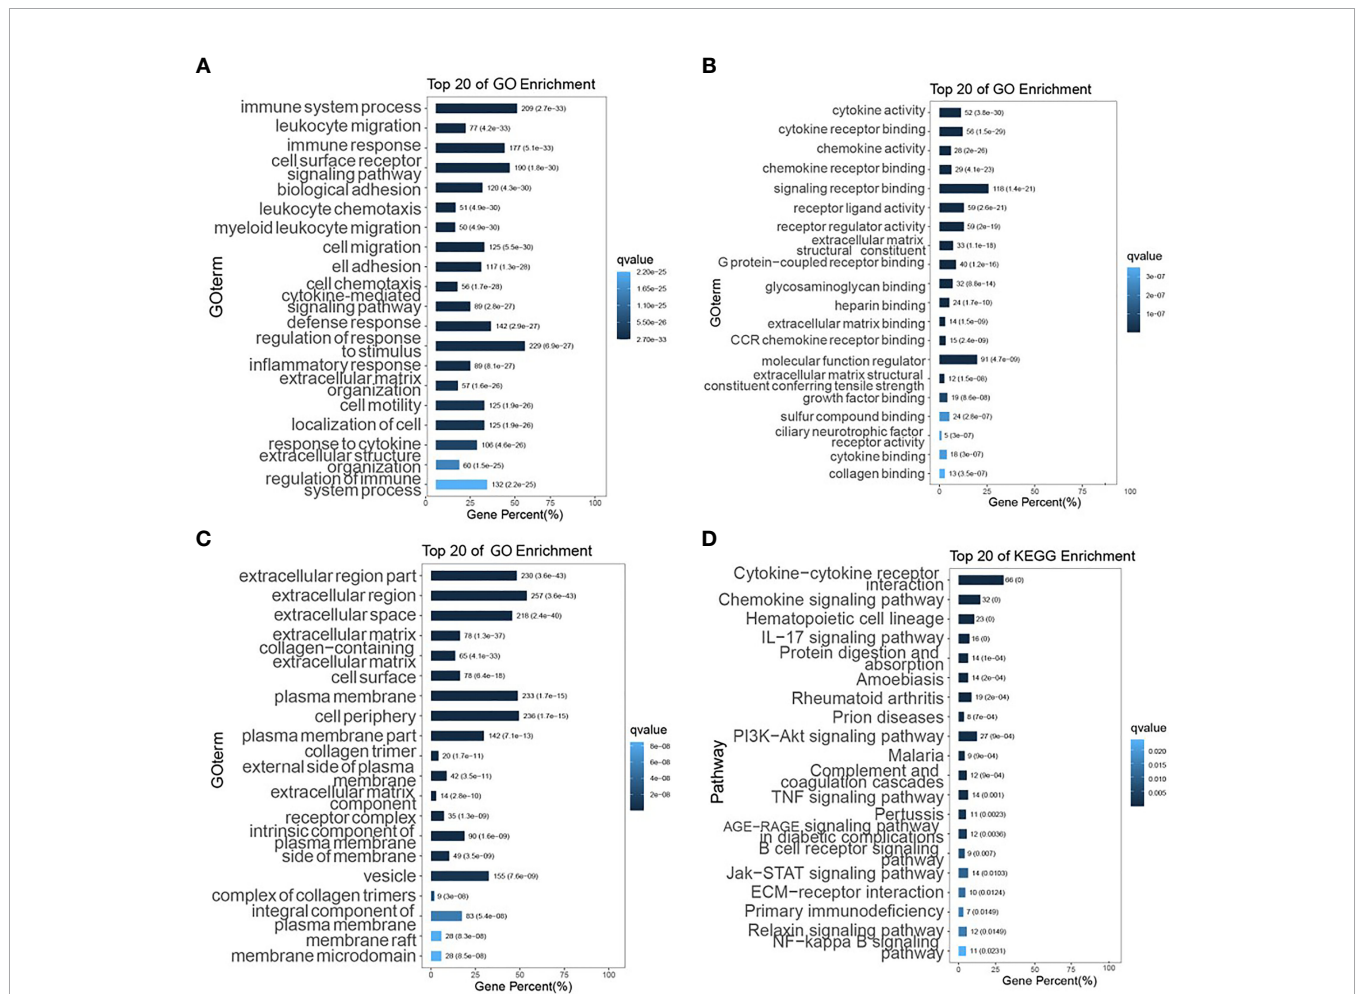 A
Top 20 of GO Enrichment
immune system process
209 (2.7e−33)
leukocyte migration
77 (4.2e−33)
immune response
177 (5.1e−33)
cell surface receptor
signaling pathway
190 (1.8e−30)
biological adhesion
120 (4.3e−30)
leukocyte chemotaxis
51 (4.9e−30)
myeloid leukocyte migration
50 (4.9e−30)
cell migration
125 (5.5e−30)
ell adhesion
117 (1.3e−28)
cell chemotaxis
56 (1.7e−28)
cytokine-mediated
signaling pathway
89 (2.8e−27)
defense response
142 (2.9e−27)
regulation of response
to stimulus
229 (6.9e−27)
inflammatory response
89 (8.1e−27)
extracellular matrix
organization
57 (1.6e−26)
cell motility
125 (1.9e−26)
localization of cell
125 (1.9e−26)
response to cytokine
106 (4.6e−26)
extracellular structure
organization
60 (1.5e−25)
regulation of immune
system process
132 (2.2e−25)
GOterm
0 25 50 75 100
Gene Percent(%)
qvalue
2.20e−25
1.65e−25
1.10e−25
5.50e−26
2.70e−33
B
Top 20 of GO Enrichment
cytokine activity
52 (3.8e−30)
cytokine receptor binding
56 (1.5e−29)
chemokine activity
28 (2e−26)
chemokine receptor binding
29 (4.1e−23)
signaling receptor binding
118 (1.4e−21)
receptor ligand activity
59 (2.6e−21)
receptor regulator activity
59 (2e−19)
extracellular matrix
structural constituent
33 (1.1e−18)
G protein−coupled receptor binding
40 (1.2e−16)
glycosaminoglycan binding
32 (8.8e−14)
heparin binding
24 (1.7e−10)
extracellular matrix binding
14 (1.5e−09)
CCR chemokine receptor binding
15 (2.4e−09)
molecular function regulator
91 (4.7e−09)
extracellular matrix structural
constituent conferring tensile strength
12 (1.5e−08)
growth factor binding
19 (8.6e−08)
sulfur compound binding
24 (2.8e−07)
ciliary neurotrophic factor
receptor activity
5 (3e−07)
cytokine binding
18 (3e−07)
collagen binding
13 (3.5e−07)
GOterm
0 25 50 75 100
Gene Percent(%)
qvalue
3e−07
2e−07
1e−07
C
Top 20 of GO Enrichment
extracellular region part
230 (3.6e−43)
extracellular region
257 (3.6e−43)
extracellular space
218 (2.4e−40)
extracellular matrix
78 (1.3e−37)
collagen−containing
extracellular matrix
65 (4.1e−33)
cell surface
78 (6.4e−18)
plasma membrane
233 (1.7e−15)
cell periphery
236 (1.7e−15)
plasma membrane part
142 (7.1e−13)
collagen trimer
20 (1.7e−11)
external side of plasma
membrane
42 (3.5e−11)
extracellular matrix
component
14 (2.8e−10)
receptor complex
35 (1.3e−09)
intrinsic component of
plasma membrane
90 (1.6e−09)
side of membrane
49 (3.5e−09)
vesicle
155 (7.6e−09)
complex of collagen trimers
9 (3e−08)
integral component of
plasma membrane
83 (5.4e−08)
membrane raft
28 (8.3e−08)
membrane microdomain
28 (8.5e−08)
GOterm
0 25 50 75 100
Gene Percent(%)
qvalue
8e−08
6e−08
4e−08
2e−08
D
Top 20 of KEGG Enrichment
Cytokine−cytokine receptor
interaction
66 (0)
Chemokine signaling pathway
32 (0)
Hematopoietic cell lineage
23 (0)
IL−17 signaling pathway
16 (0)
Protein digestion and
absorption
14 (1e−04)
Amoebiasis
14 (2e−04)
Rheumatoid arthritis
19 (2e−04)
Prion diseases
8 (7e−04)
PI3K−Akt signaling pathway
27 (9e−04)
Malaria
9 (9e−04)
Complement and
coagulation cascades
12 (9e−04)
TNF signaling pathway
14 (0.001)
Pertussis
11 (0.0023)
AGE−RAGE signaling pathway
in diabetic complications
12 (0.0036)
B cell receptor signaling
pathway
9 (0.007)
Jak−STAT signaling pathway
14 (0.0103)
ECM−receptor interaction
10 (0.0124)
Primary immunodeficiency
7 (0.0149)
Relaxin signaling pathway
12 (0.0149)
NF−kappa B signaling
pathway
11 (0.0231)
Pathway
0 25 50 75 100
Gene Percent(%)
qvalue
0.020
0.015
0.010
0.005